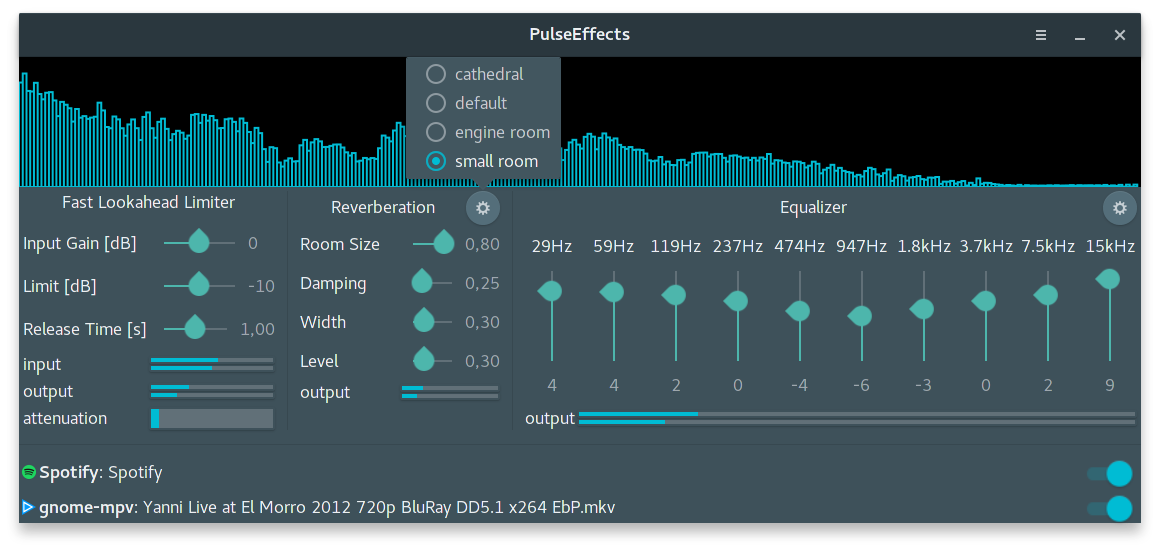 PulseEffects
cathedral
default
engine room
small room
Fast Lookahead Limiter
Input Gain [dB] 0
Limit [dB] -10
Release Time [s] 1,00
input
output
attenuation
Reverberation
Room Size 0,80
Damping 0,25
Width 0,30
Level 0,30
output
Equalizer
29Hz 59Hz 119Hz 237Hz 474Hz 947Hz 1.8kHz 3.7kHz 7.5kHz 15kHz
4 4 2 0 -4 -6 -3 0 2 9
output
Spotify: Spotify
gnome-mpv: Yanni Live at El Morro 2012 720p BluRay DD5.1 x264 EbP.mkv